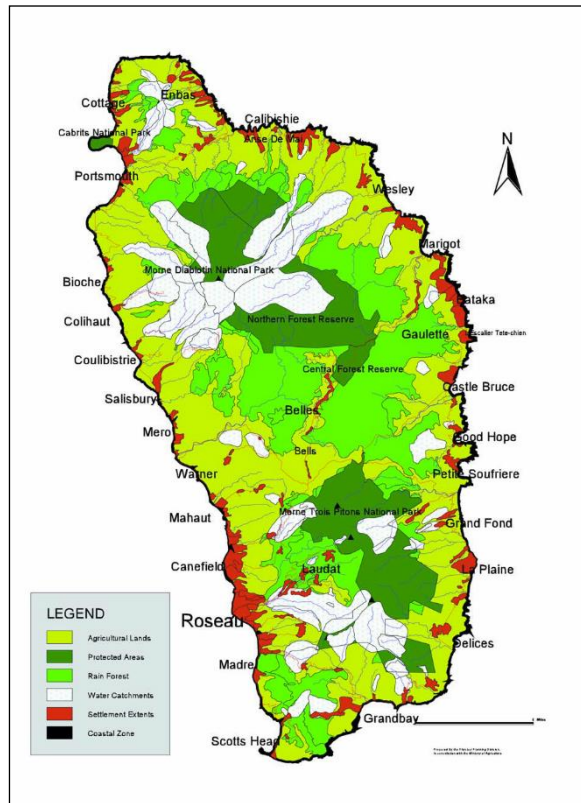 Enbas
Cottage
Calibishie
Cabrits National Park
Anse De Mai
N
Portsmouth
Wesley
Marigot
Morne Diablotin National Park
Bioche
Bataka
Northern Forest Reserve
Colihaut
Gaulette
Escalier Tete-chien
Coulibistrie
Central Forest Reserve
Castle Bruce
Salisbury
Belles
Mero
Good Hope
Bells
Warner
Petite Soufriere
Mahaut
Morne Trois Pitons National Park
Grand Fond
Canefield
Laudat
La Plaine
LEGEND
Agricultural Lands
Protected Areas
Rain Forest
Water Catchments
Settlement Extents
Coastal Zone
Roseau
Delices
Madre
Grandbay
Miles
Scotts Head